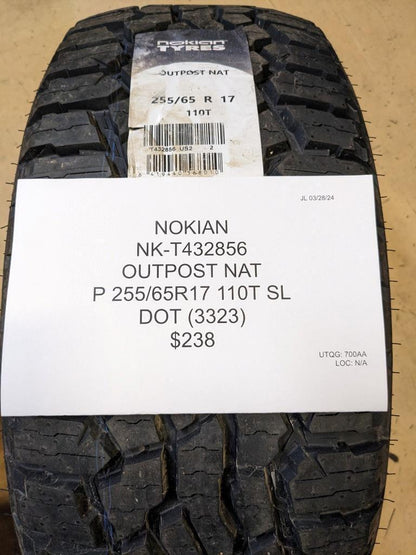 nokian
TYRES
OUTPOST NAT
255/65 R 17
110T
T432856 US2 2
JL 03/28/24
NOKIAN
NK-T432856
OUTPOST NAT
P 255/65R17 110T SL
DOT (3323)
$238
UTQG: 700AA
LOC: N/A